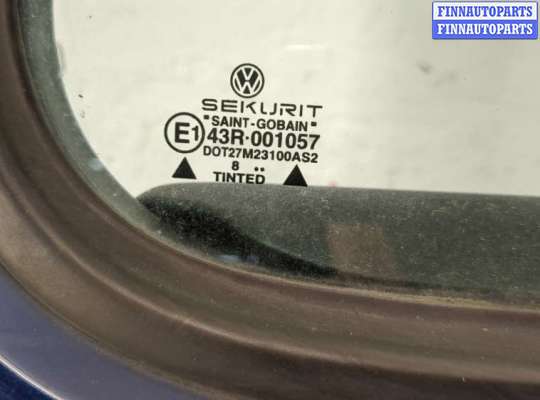 FINNAUTOPARTS
FINNAUTOPARTS
VW
SEKURIT
"SAINT-GOBAIN"
E1 43R-001057
DOT27M23100AS2
8 ..
TINTED